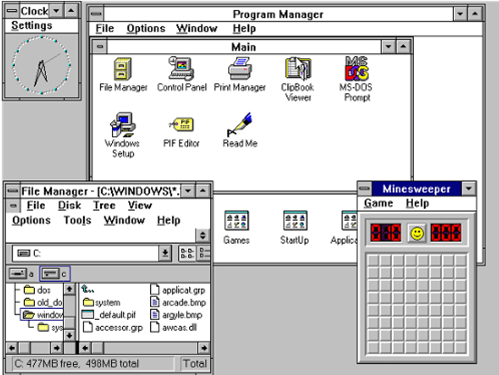 Clock
Settings
Program Manager
File Options Window Help
Main
File Manager
Control Panel
Print Manager
ClipBook Viewer
MS-DOS Prompt
Windows Setup
PIF Editor
Read Me
Games
StartUp
Applica
File Manager - [C:\WINDOWS\*.
File Disk Tree View
Options Tools Window Help
C:
a c
dos
old_do
window
sys
system
_default.pif
accessor.grp
applicat.grp
arcade.bmp
argyle.bmp
awcas.dll
C: 477MB free, 498MB total
Total
Minesweeper
Game Help
010
000